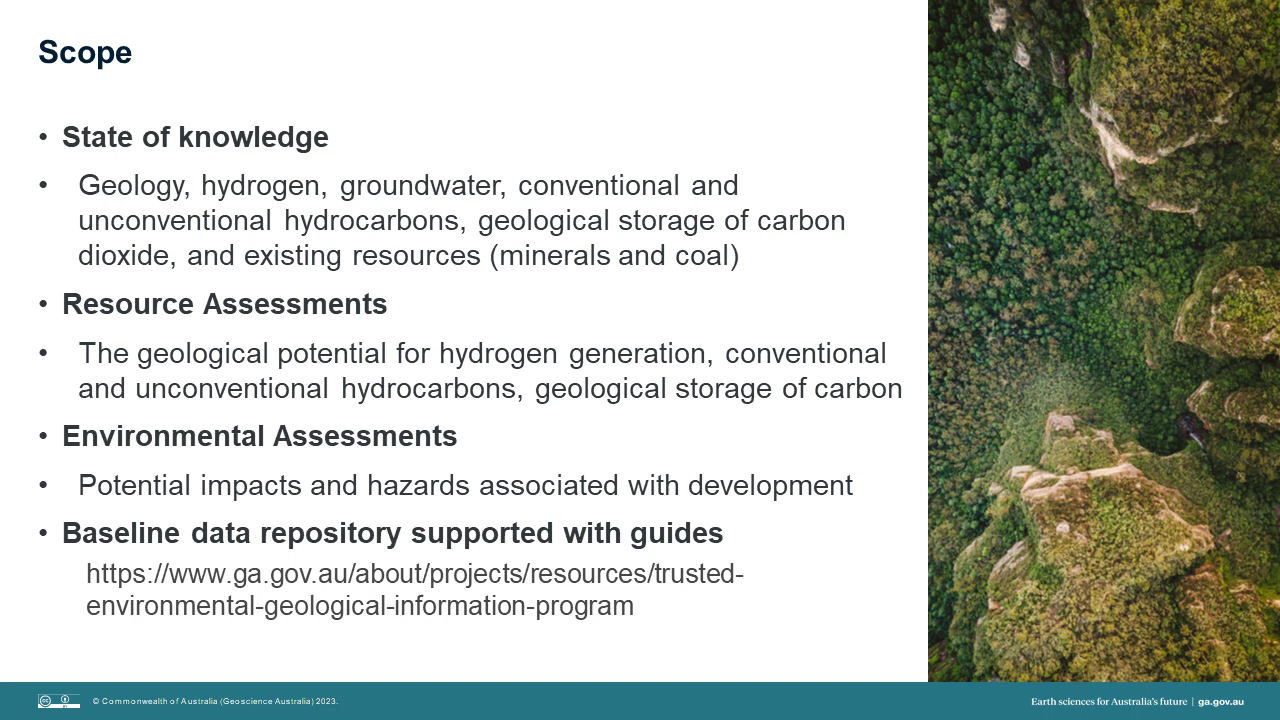 Scope
• State of knowledge
• Geology, hydrogen, groundwater, conventional and
unconventional hydrocarbons, geological storage of carbon
dioxide, and existing resources (minerals and coal)
• Resource Assessments
• The geological potential for hydrogen generation, conventional
and unconventional hydrocarbons, geological storage of carbon
• Environmental Assessments
• Potential impacts and hazards associated with development
• Baseline data repository supported with guides
https://www.ga.gov.au/about/projects/resources/trusted-
environmental-geological-information-program
cc BY
© Commonwealth of Australia (Geoscience Australia) 2023.
Earth sciences for Australia's future | ga.gov.au